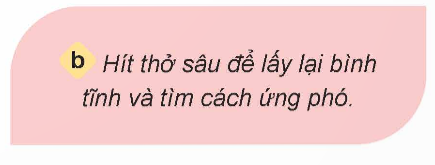 b Hít thở sâu để lấy lại bình
tĩnh và tìm cách ứng phó.